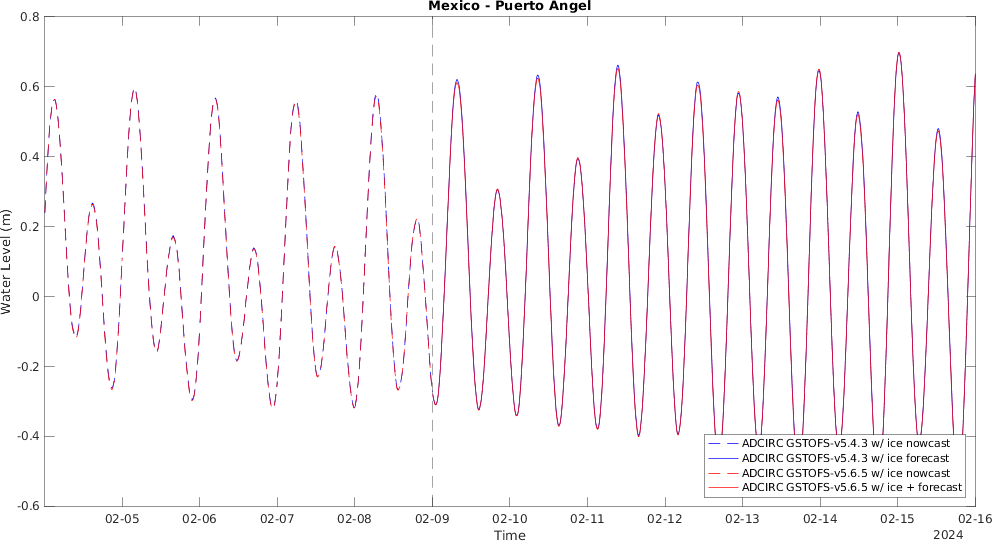 Mexico - Puerto Angel
0.8
0.6
0.4
0.2
0
-0.2
-0.4
-0.6
Water Level (m)
ADCIRC GSTOFS-v5.4.3 w/ ice nowcast
ADCIRC GSTOFS-v5.4.3 w/ ice forecast
ADCIRC GSTOFS-v5.6.5 w/ ice nowcast
ADCIRC GSTOFS-v5.6.5 w/ ice + forecast
02-05 02-06 02-07 02-08 02-09 02-10 02-11 02-12 02-13 02-14 02-15 02-16
Time
2024